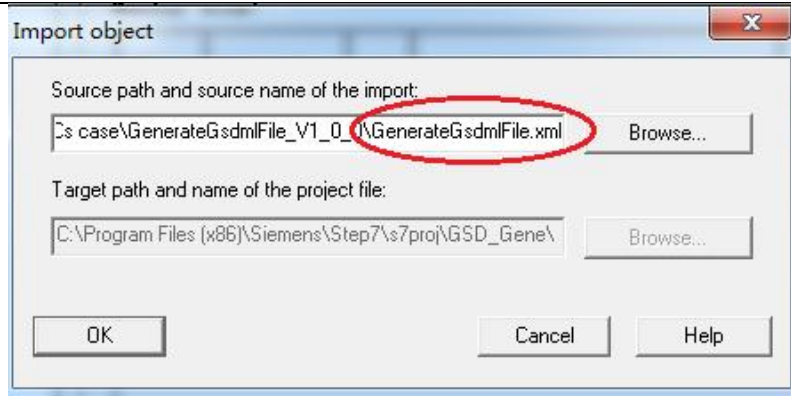 Import object
Source path and source name of the import:
Cs case\GenerateGsdmlFile_V1_0_0\GenerateGsdmlFile.xml Browse...
Target path and name of the project file:
C:\Program Files (x86)\Siemens\Step7\s7proj\GSD_Gene\ Browse...
OK Cancel Help